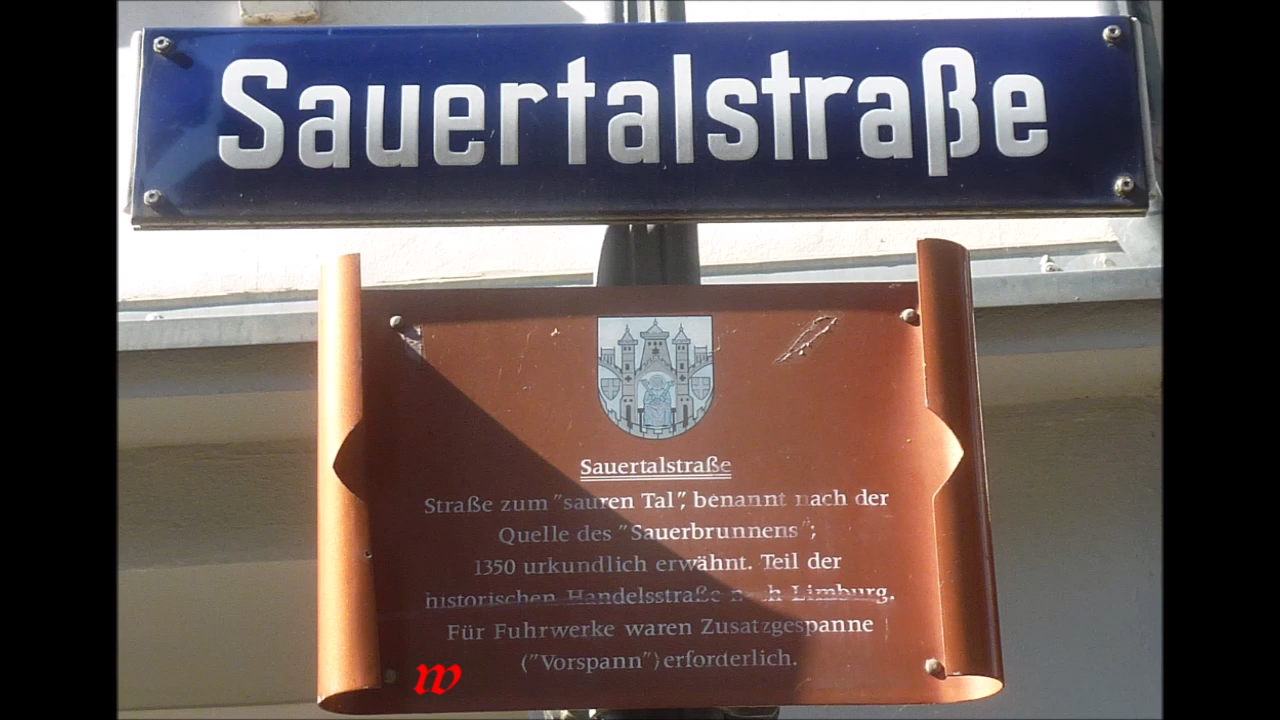 Sauertalstraße
Sauertalstraße
Straße zum "sauren Tal", benannt nach der
Quelle des "Sauerbrunnens";
1350 urkundlich erwähnt. Teil der
historischen Handelsstraße nach Limburg.
Für Fuhrwerke waren Zusatzgespanne
("Vorspann") erforderlich.
w